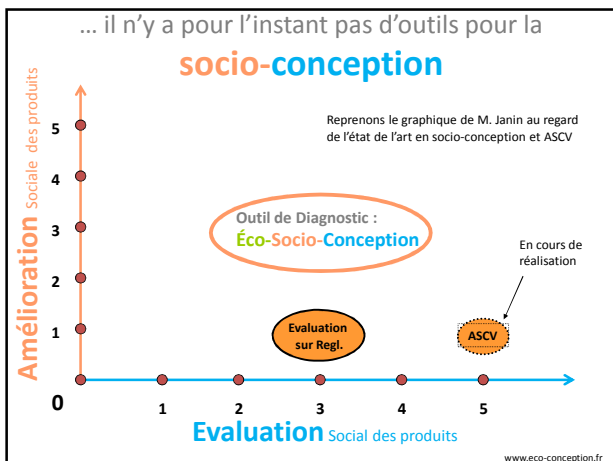 ... il n'y a pour l'instant pas d'outils pour la
socio-conception
Reprenons le graphique de M. Janin au regard
de l'état de l'art en socio-conception et ASCV
Amélioration Sociale des produits
5
4
3
2
1
0
Outil de Diagnostic :
Éco-Socio-Conception
En cours de
réalisation
Evaluation
sur Regl.
ASCV
1 2 3 4 5
Evaluation Social des produits
www.eco-conception.fr